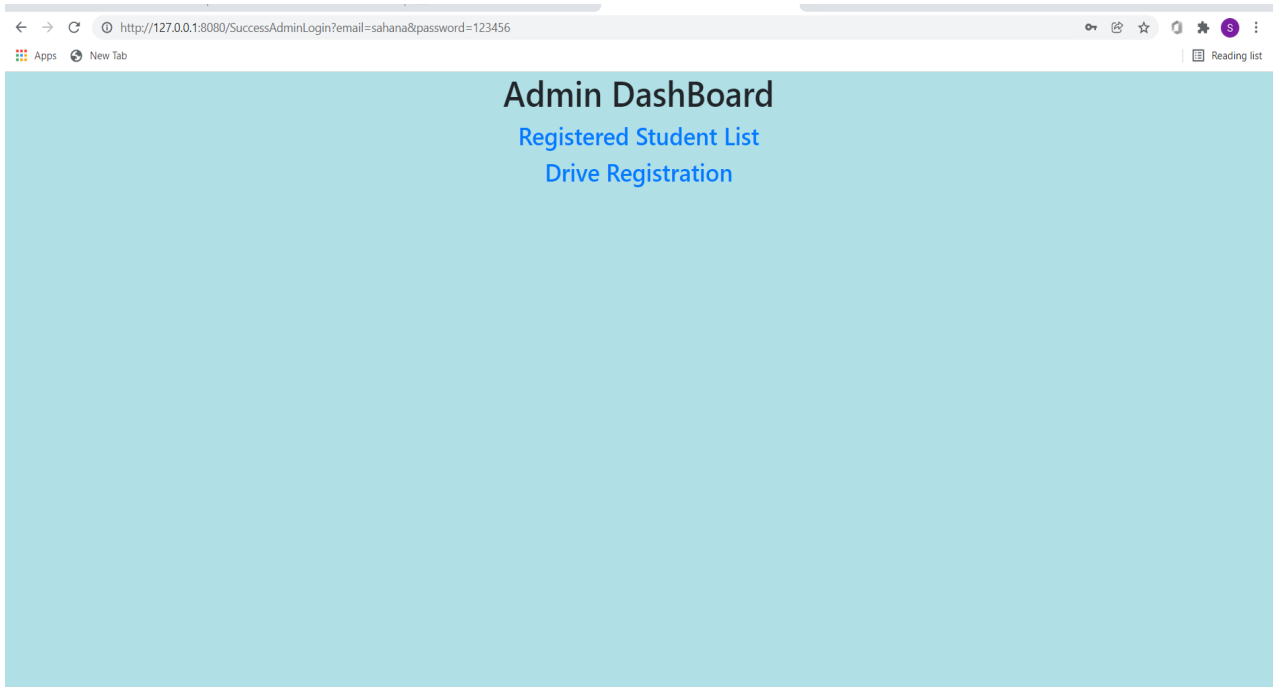 http://127.0.0.1:8080/SuccessAdminLogin?email=sahana&password=123456
S
Apps New Tab Reading list
Admin DashBoard
Registered Student List
Drive Registration